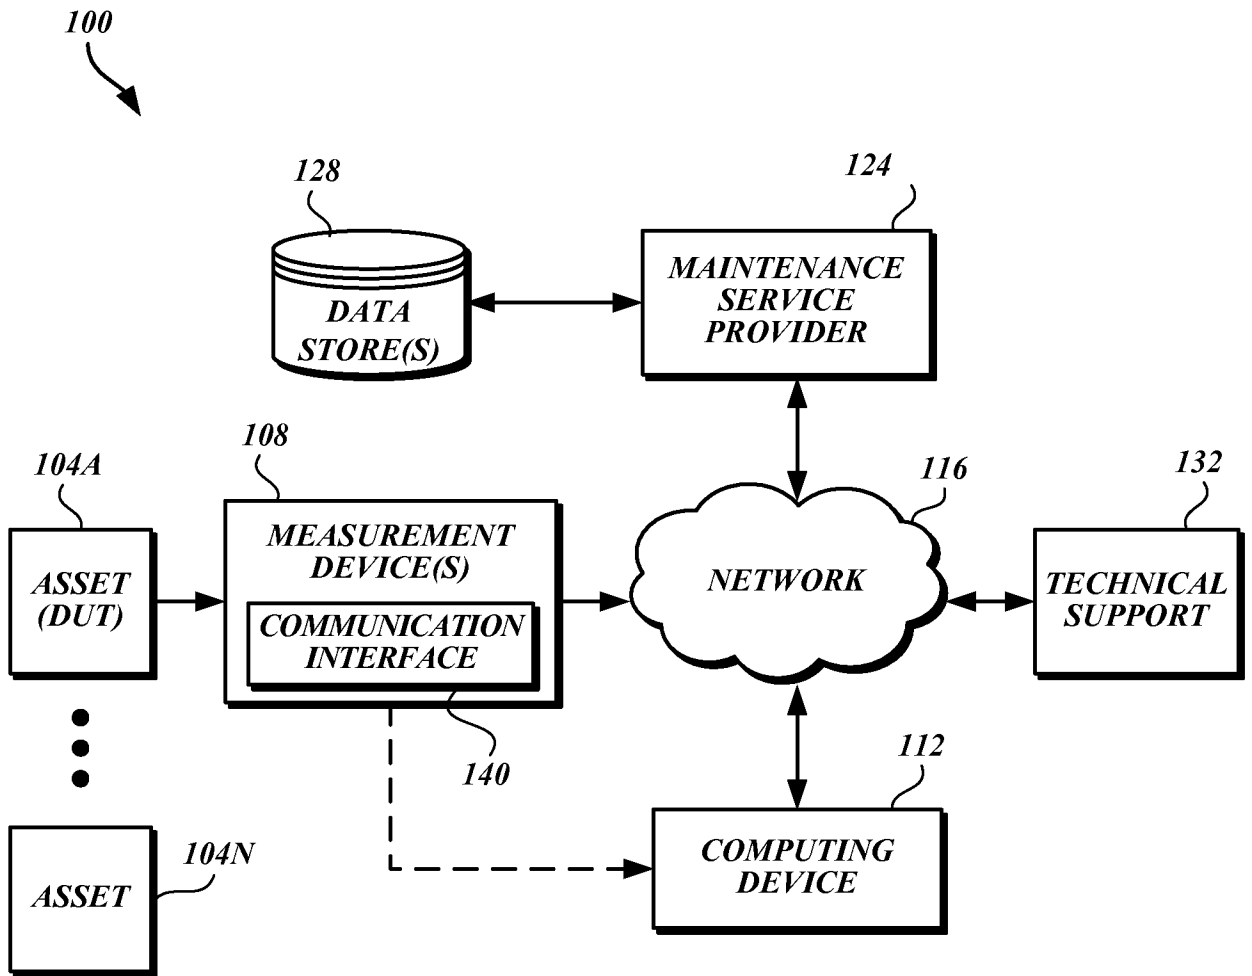 100
128
124
DATA
STORE(S)
MAINTENANCE
SERVICE
PROVIDER
104A
108
116
132
ASSET
(DUT)
MEASUREMENT
DEVICE(S)
COMMUNICATION
INTERFACE
NETWORK
TECHNICAL
SUPPORT
140
112
104N
ASSET
COMPUTING
DEVICE